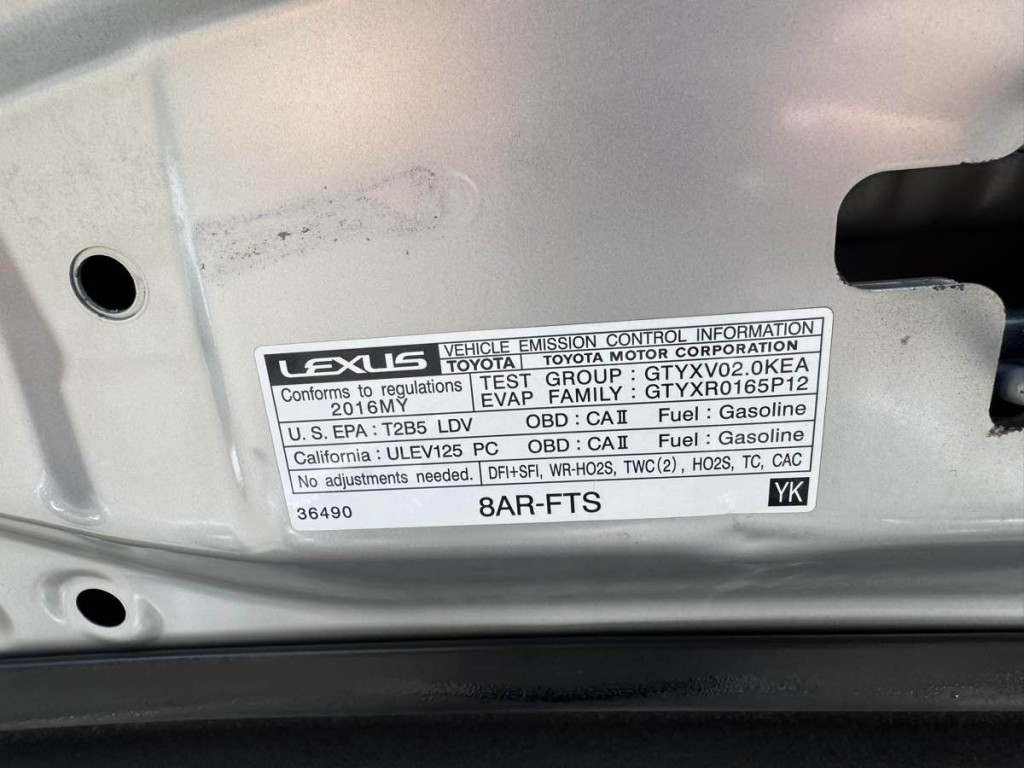 LEXUS VEHICLE EMISSION CONTROL INFORMATION
TOYOTA TOYOTA MOTOR CORPORATION
Conforms to regulations
2016MY
TEST GROUP : GTYXV02.0KEA
EVAP FAMILY : GTYXR0165P12
U. S. EPA : T2B5 LDV OBD : CAⅡ Fuel : Gasoline
California : ULEV125 PC OBD : CAⅡ Fuel : Gasoline
No adjustments needed. DFI+SFI, WR-HO2S, TWC(2) , HO2S, TC, CAC
36490 8AR-FTS YK